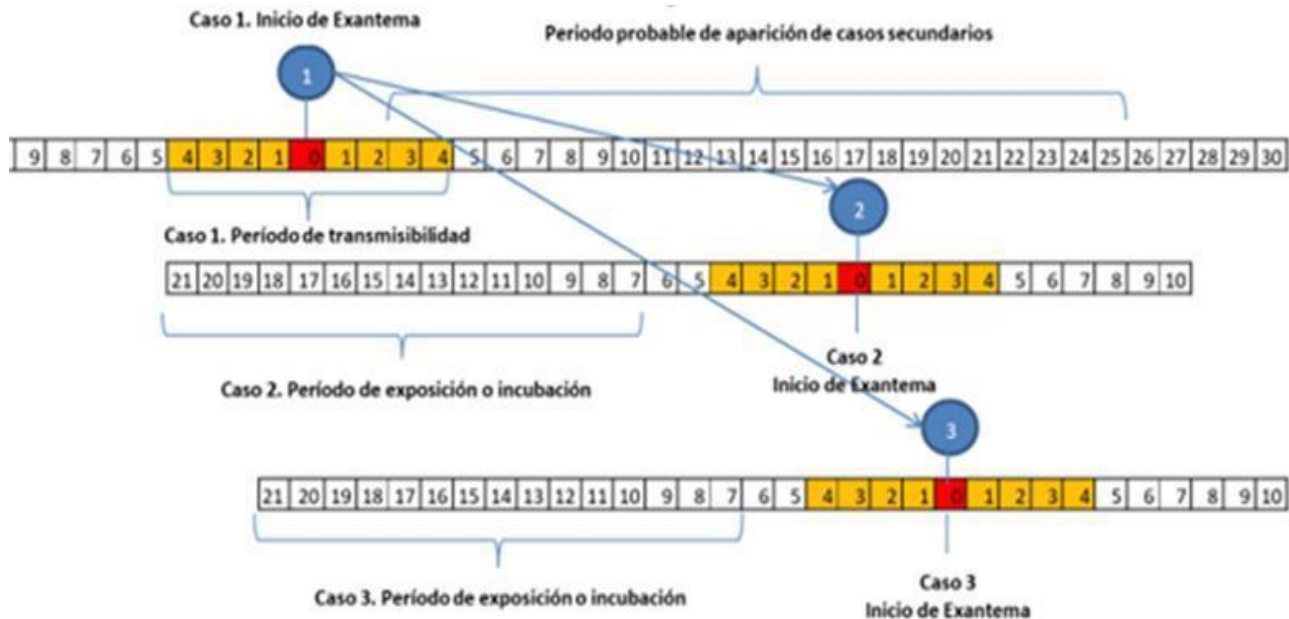 Caso 1. Inicio de Exantema
Periodo probable de aparición de casos secundarios
1
9 8 7 6 5 4 3 2 1 0 1 2 3 4 5 6 7 8 9 10 11 12 13 14 15 16 17 18 19 20 21 22 23 24 25 26 27 28 29 30
2
Caso 1. Período de transmisibilidad
21 20 19 18 17 16 15 14 13 12 11 10 9 8 7 6 5 4 3 2 1 0 1 2 3 4 5 6 7 8 9 10
Caso 2
Inicio de Exantema
Caso 2. Período de exposición o incubación
3
21 20 19 18 17 16 15 14 13 12 11 10 9 8 7 6 5 4 3 2 1 0 1 2 3 4 5 6 7 8 9 10
Caso 3
Inicio de Exantema
Caso 3. Período de exposición o incubación